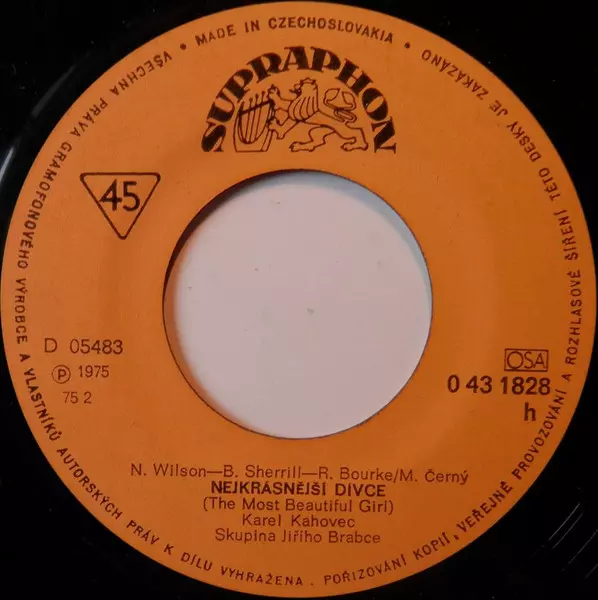 VŠECHNA PRÁVA GRAMOFONOVÉHO VÝROBCE A VLASTNÍKŮ AUTORSKÝCH PRÁV K DÍLU VYHRAŽENA. POŘIZOVÁNÍ KOPIÍ, VEŘEJNÉ PROVOZOVÁNÍ A ROZHLASOVÉ ŠÍŘENÍ TÉTO DESKY JE ZAKÁZÁNO
• MADE IN CZECHOSLOVAKIA •
SUPRAPHON
45
D 05483
Ⓟ 1975
75 2
OSA
0 43 1828
h
N. Wilson—B. Sherrill—R. Bourke/M. Černý
NEJKRÁSNĚJŠÍ DÍVCE
(The Most Beautiful Girl)
Karel Kahovec
Skupina Jiřího Brabce